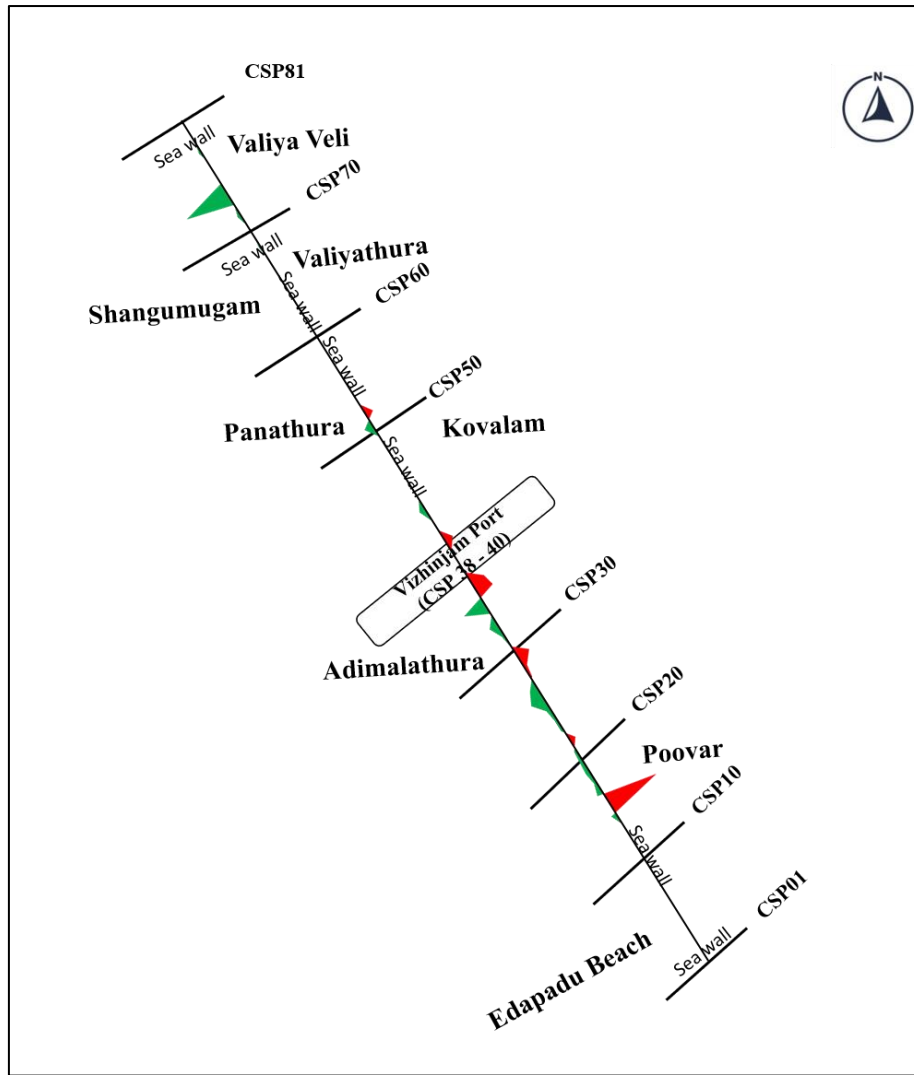 CSP81
N
Sea wall
Valiya Veli
CSP70
Sea wall
Valiyathura
Sea wall
CSP60
Shangumugam
Sea wall
CSP50
Panathura
Kovalam
Sea wall
Vizhinjam Port
(CSP 38 - 40)
CSP30
Adimalathura
CSP20
Poovar
CSP10
Sea wall
CSP01
Sea wall
Edapadu Beach